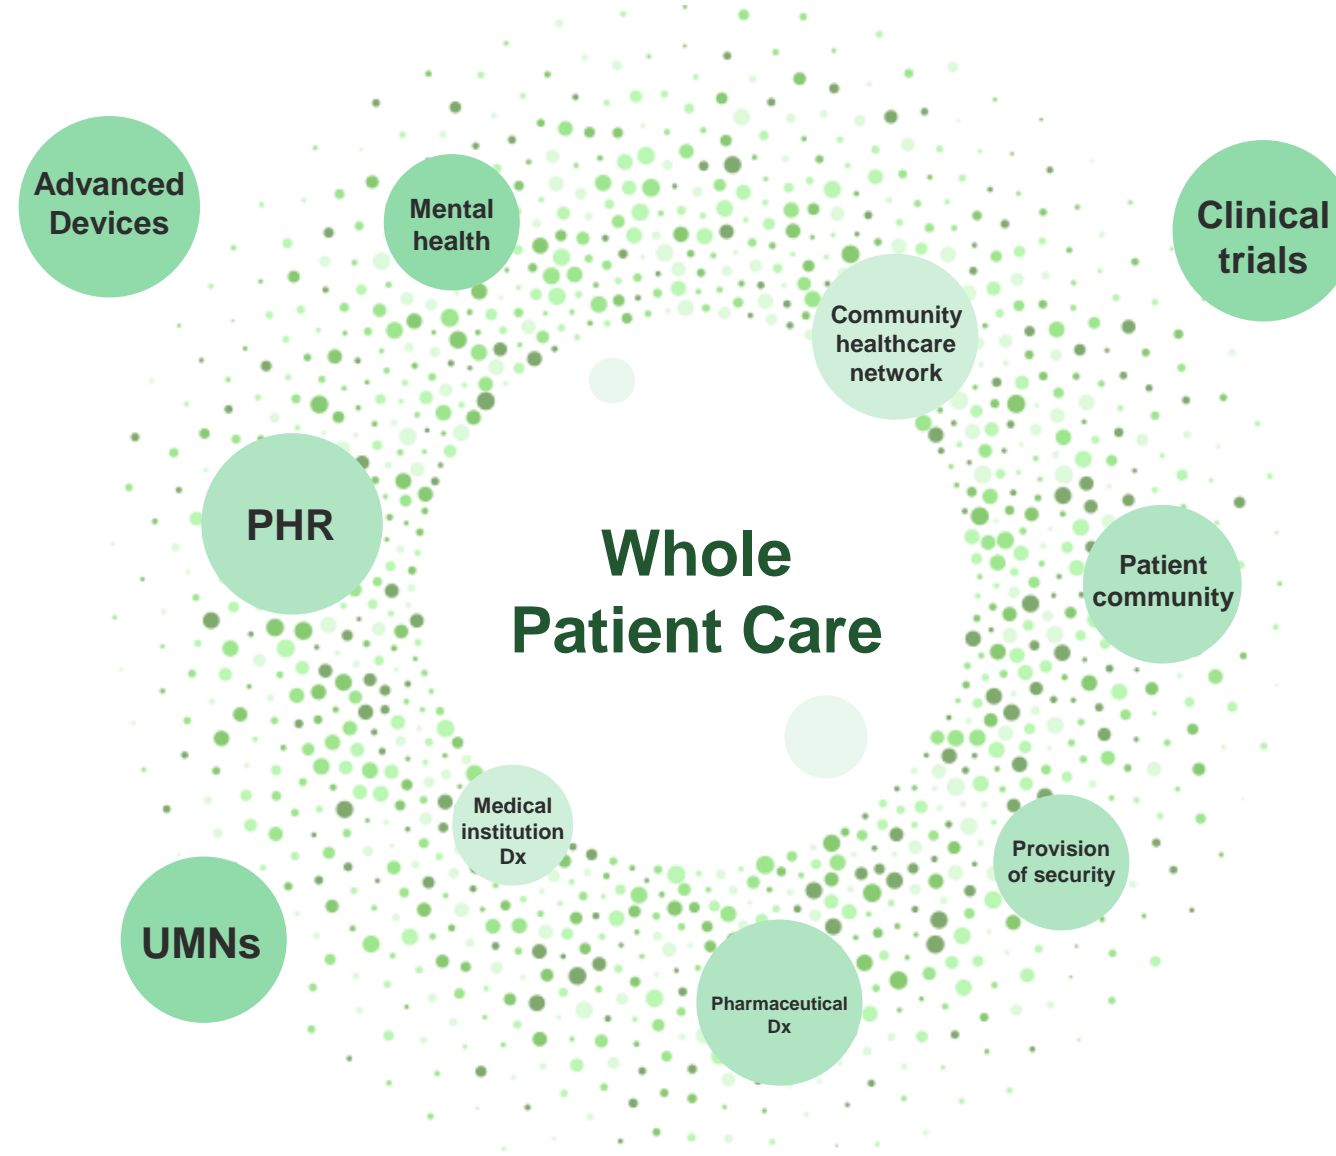 Advanced
Devices
Mental
health
Clinical
trials
Community
healthcare
network
PHR
Whole
Patient Care
Patient
community
Medical
institution
Dx
Provision
of security
UMNs
Pharmaceutical
Dx